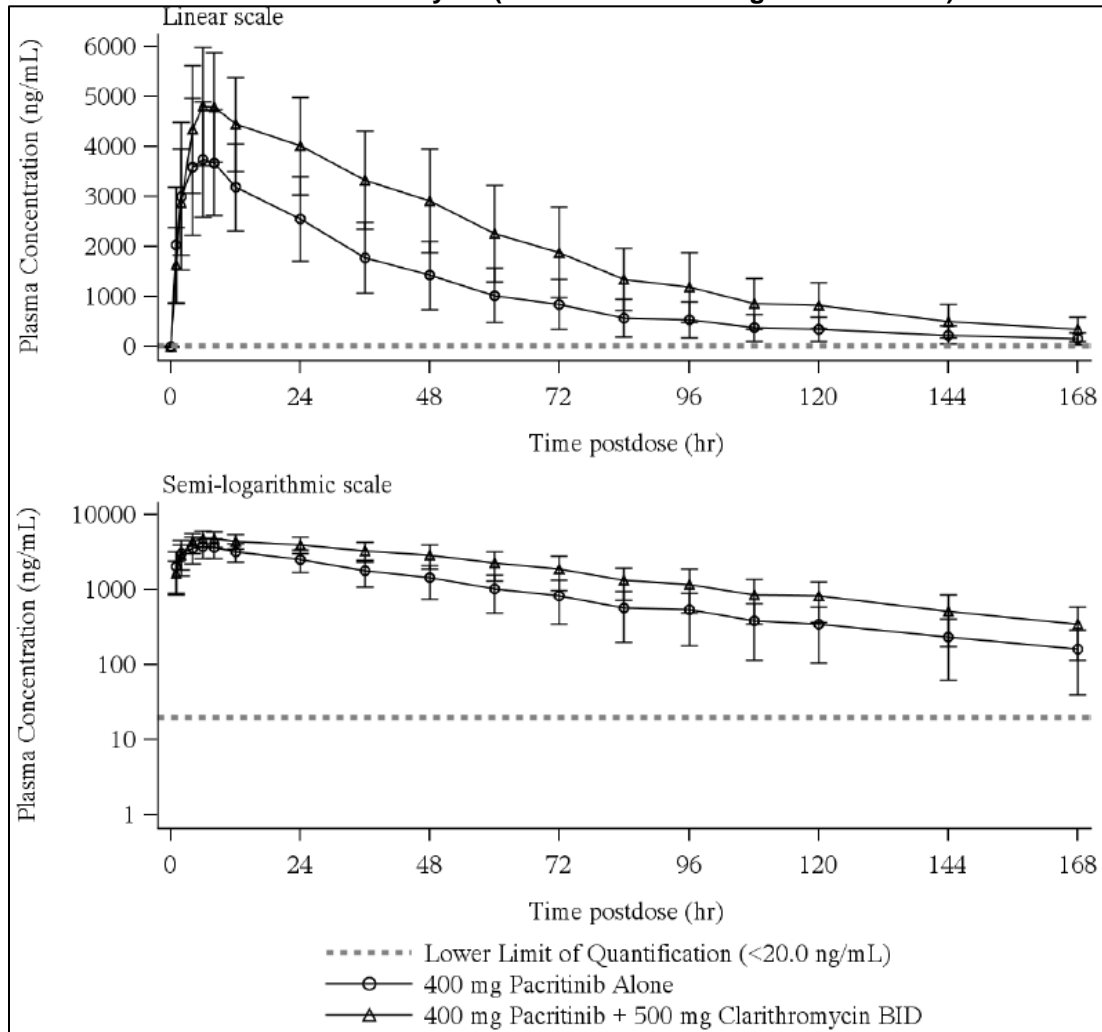 Linear scale
Plasma Concentration (ng/mL)
6000
5000
4000
3000
2000
1000
0
0 24 48 72 96 120 144 168
Time postdose (hr)
Semi-logarithmic scale
Plasma Concentration (ng/mL)
10000
1000
100
10
1
0 24 48 72 96 120 144 168
Time postdose (hr)
Lower Limit of Quantification (<20.0 ng/mL)
400 mg Pacritinib Alone
400 mg Pacritinib + 500 mg Clarithromycin BID